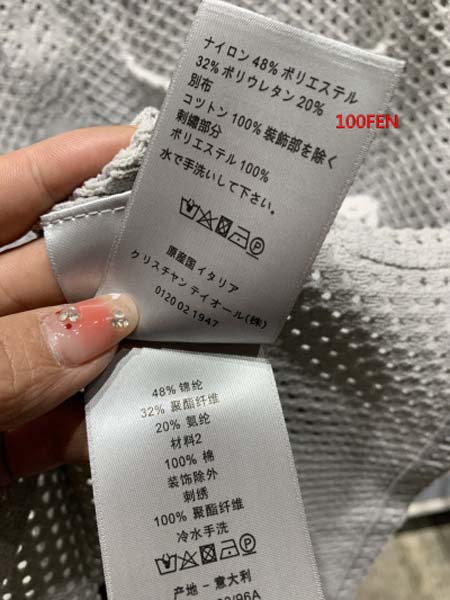 ナイロン 48% ポリエステル
32% ポリウレタン 20%
別布
コットン 100% 装飾部を除く
刺繍部分
ポリエステル 100%
水で手洗いして下さい。
原産国 イタリア
クリスチャン ディオール(株)
0120 02 1947
100FEN
48% 锦纶
32% 聚酯纤维
20% 氨纶
材料2
100% 棉
装饰除外
刺绣
100% 聚酯纤维
冷水手洗
产地 - 意大利
/96A